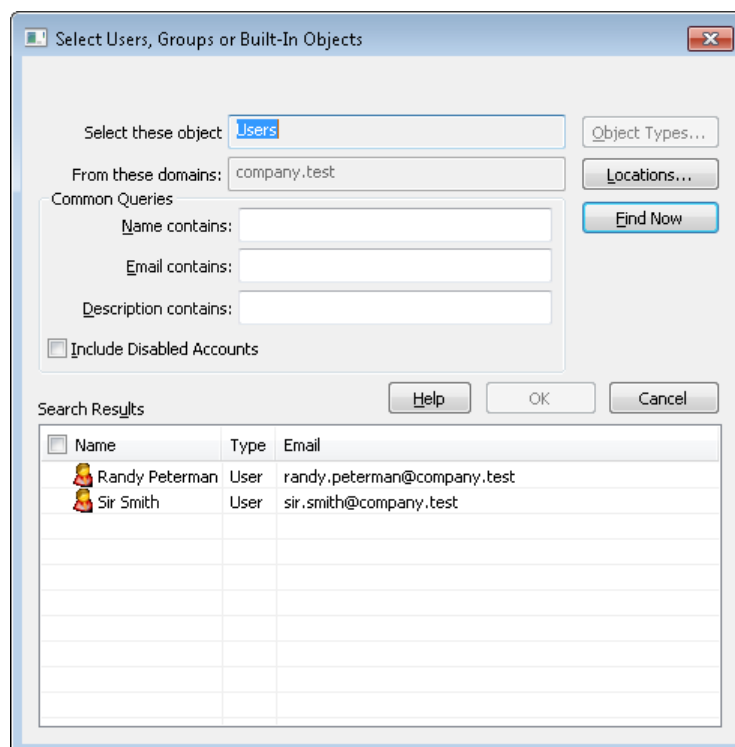 Select Users, Groups or Built-In Objects
Select these object Users Object Types...
From these domains: company.test Locations...
Common Queries
Name contains: Find Now
Email contains:
Description contains:
Include Disabled Accounts
Help OK Cancel
Search Results
Name Type Email
Randy Peterman User randy.peterman@company.test
Sir Smith User sir.smith@company.test